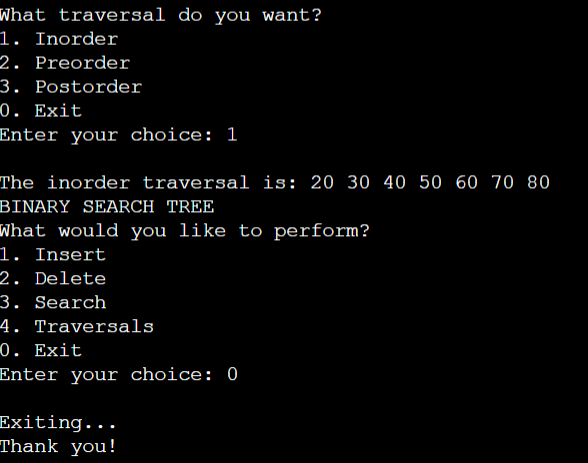 What traversal do you want?
1. Inorder
2. Preorder
3. Postorder
0. Exit
Enter your choice: 1
The inorder traversal is: 20 30 40 50 60 70 80
BINARY SEARCH TREE
What would you like to perform?
1. Insert
2. Delete
3. Search
4. Traversals
0. Exit
Enter your choice: 0
Exiting...
Thank you!